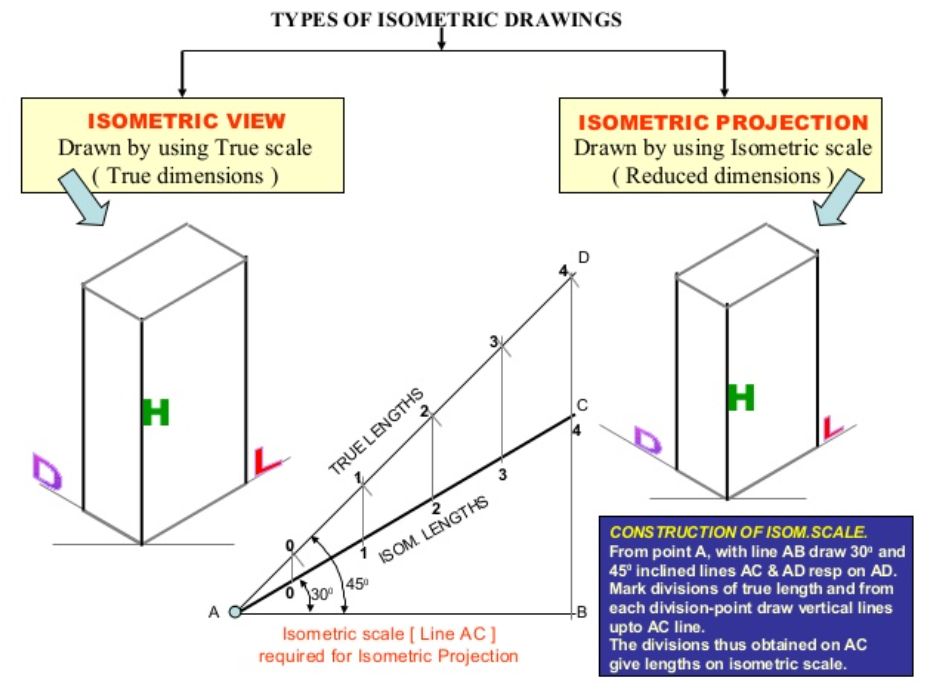 TYPES OF ISOMETRIC DRAWINGS
ISOMETRIC VIEW
Drawn by using True scale
( True dimensions )
ISOMETRIC PROJECTION
Drawn by using Isometric scale
( Reduced dimensions )
H
D
L
H
D
L
D
4
3
TRUE LENGTHS
2
1
0
C
4
3
2
ISOM. LENGTHS
1
0
30⁰
45⁰
A
B
Isometric scale [ Line AC ]
required for Isometric Projection
CONSTRUCTION OF ISOM.SCALE.
From point A, with line AB draw 30⁰ and
45⁰ inclined lines AC & AD resp on AD.
Mark divisions of true length and from
each division-point draw vertical lines
upto AC line.
The divisions thus obtained on AC
give lengths on isometric scale.